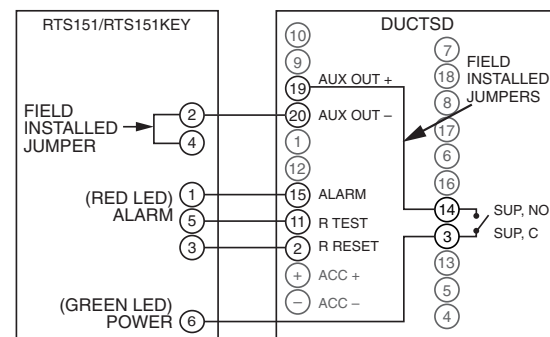 RTS151/RTS151KEY
FIELD
INSTALLED
JUMPER
2
4
(RED LED)
ALARM
1
5
3
(GREEN LED)
POWER
6
DUCTSD
10
9
19 AUX OUT +
20 AUX OUT –
1
12
15 ALARM
11 R TEST
2 R RESET
+ ACC +
– ACC –
FIELD
INSTALLED
JUMPERS
7
18
8
17
6
16
14 SUP, NO
3 SUP, C
13
5
4